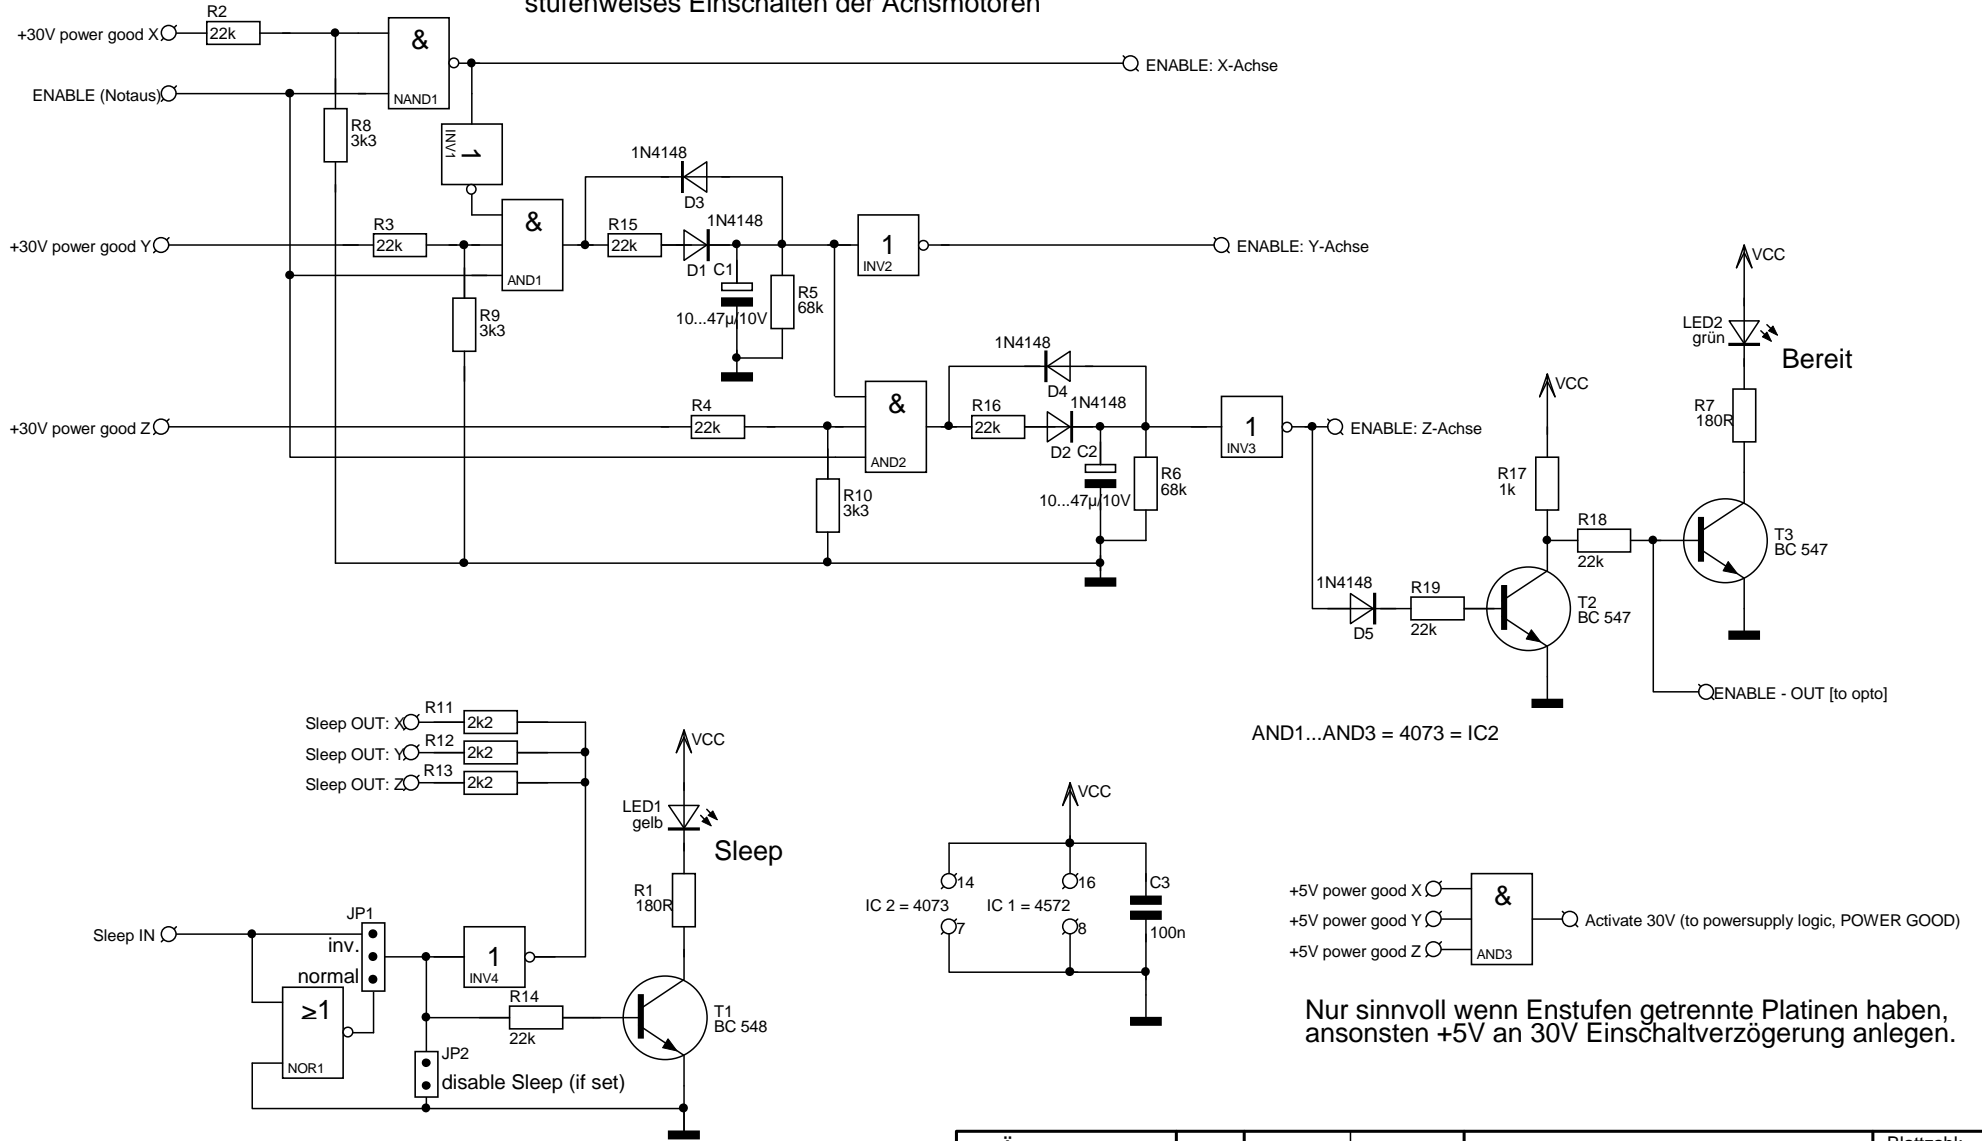 stufenweises Einschalten der Achsmotoren
R2
22k
+30V power good X
&
NAND1
ENABLE: X-Achse
ENABLE (Notaus)
R8
3k3
INV1
1
1N4148
D3
&
AND1
R3
22k
+30V power good Y
R15
22k
1N4148
D1
C1
10...47µ/10V
R5
68k
1
INV2
ENABLE: Y-Achse
R9
3k3
VCC
LED2
grün
Bereit
R7
180R
1N4148
D4
R4
22k
+30V power good Z
&
AND2
R16
22k
1N4148
D2
C2
10...47µ/10V
R6
68k
1
INV3
ENABLE: Z-Achse
VCC
R17
1k
R10
3k3
R18
22k
T3
BC 547
1N4148
D5
R19
22k
T2
BC 547
ENABLE - OUT [to opto]
AND1...AND3 = 4073 = IC2
Sleep OUT: X
R11
2k2
Sleep OUT: Y
R12
2k2
Sleep OUT: Z
R13
2k2
VCC
LED1
gelb
Sleep
R1
180R
VCC
14
16
C3
IC 2 = 4073
IC 1 = 4572
7
8
100n
+5V power good X
+5V power good Y
+5V power good Z
&
AND3
Activate 30V (to powersupply logic, POWER GOOD)
Sleep IN
JP1
inv.
normal
1
INV4
≥1
NOR1
R14
22k
T1
BC 548
JP2
disable Sleep (if set)
Nur sinnvoll wenn Enstufen getrennte Platinen haben,
ansonsten +5V an 30V Einschaltverzögerung anlegen.